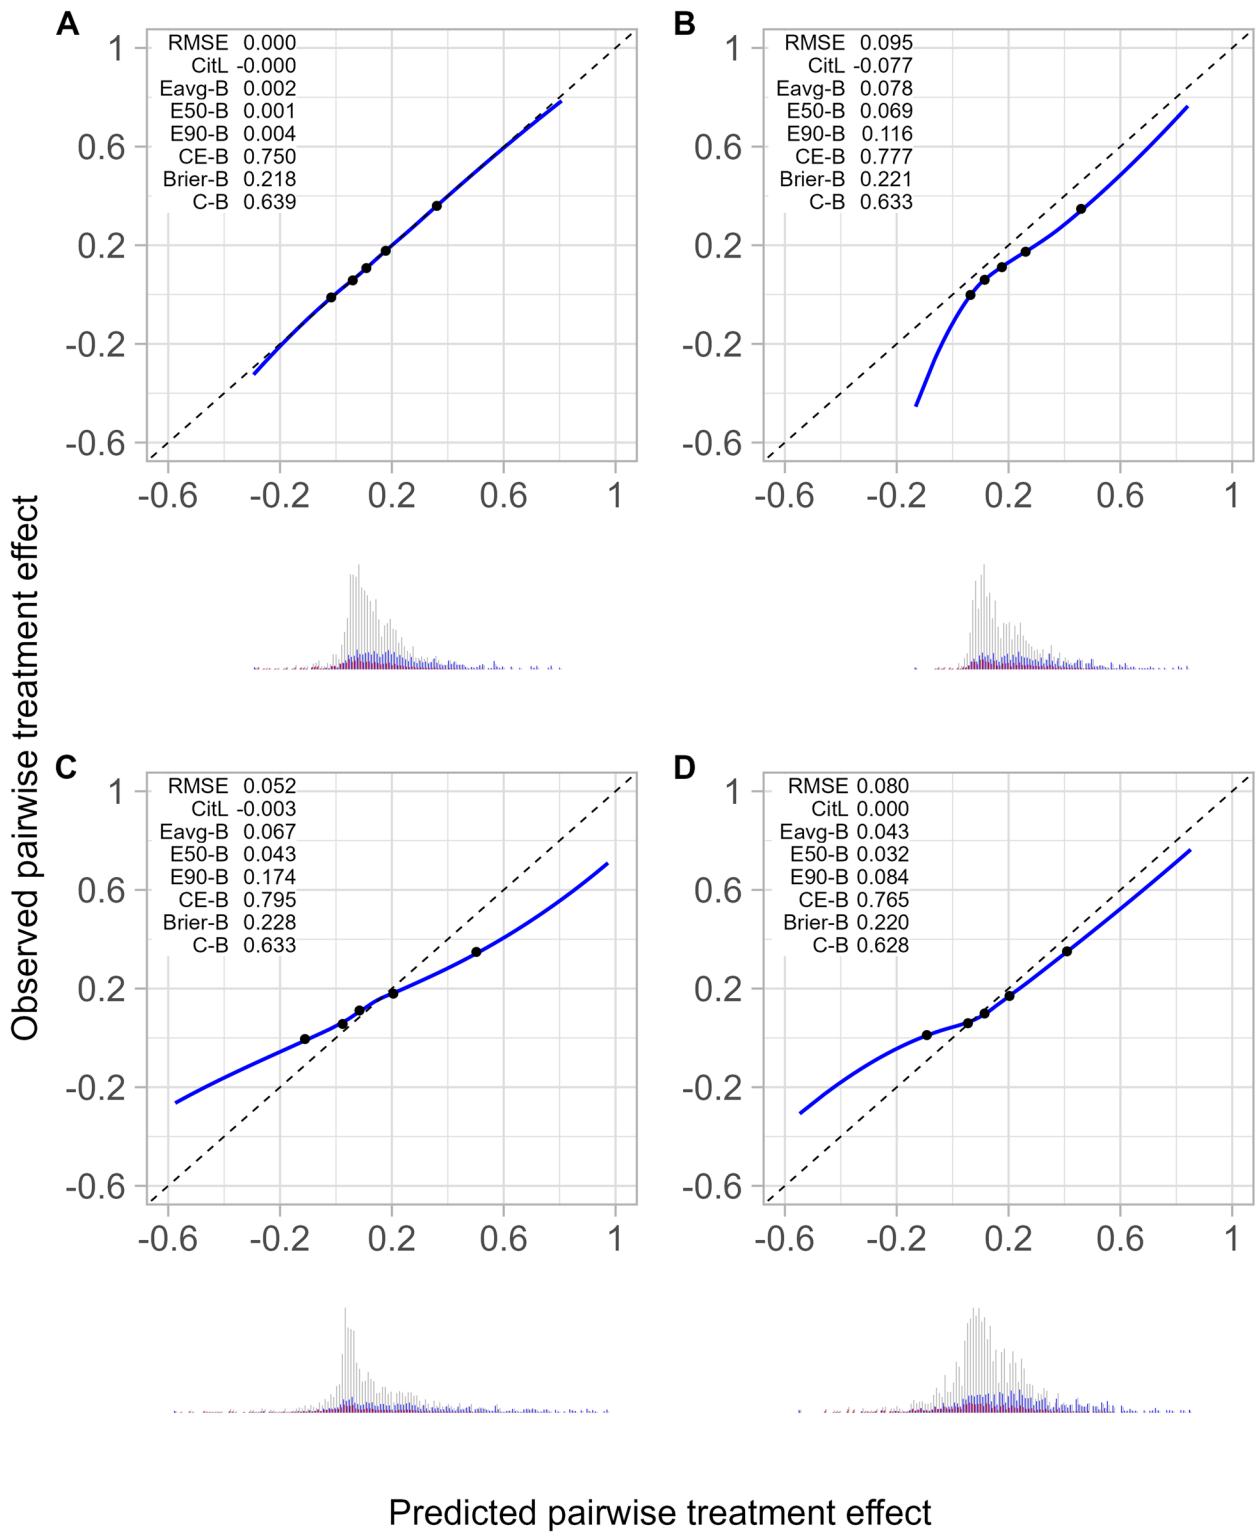 A
RMSE 0.000
CitL -0.000
Eavg-B 0.002
E50-B 0.001
E90-B 0.004
CE-B 0.750
Brier-B 0.218
C-B 0.639
1
0.6
0.2
-0.2
-0.6
-0.6 -0.2 0.2 0.6 1
B
RMSE 0.095
CitL -0.077
Eavg-B 0.078
E50-B 0.069
E90-B 0.116
CE-B 0.777
Brier-B 0.221
C-B 0.633
1
0.6
0.2
-0.2
-0.6
-0.6 -0.2 0.2 0.6 1
Observed pairwise treatment effect
C
RMSE 0.052
CitL -0.003
Eavg-B 0.067
E50-B 0.043
E90-B 0.174
CE-B 0.795
Brier-B 0.228
C-B 0.633
1
0.6
0.2
-0.2
-0.6
-0.6 -0.2 0.2 0.6 1
D
RMSE 0.080
CitL 0.000
Eavg-B 0.043
E50-B 0.032
E90-B 0.084
CE-B 0.765
Brier-B 0.220
C-B 0.628
1
0.6
0.2
-0.2
-0.6
-0.6 -0.2 0.2 0.6 1
Predicted pairwise treatment effect